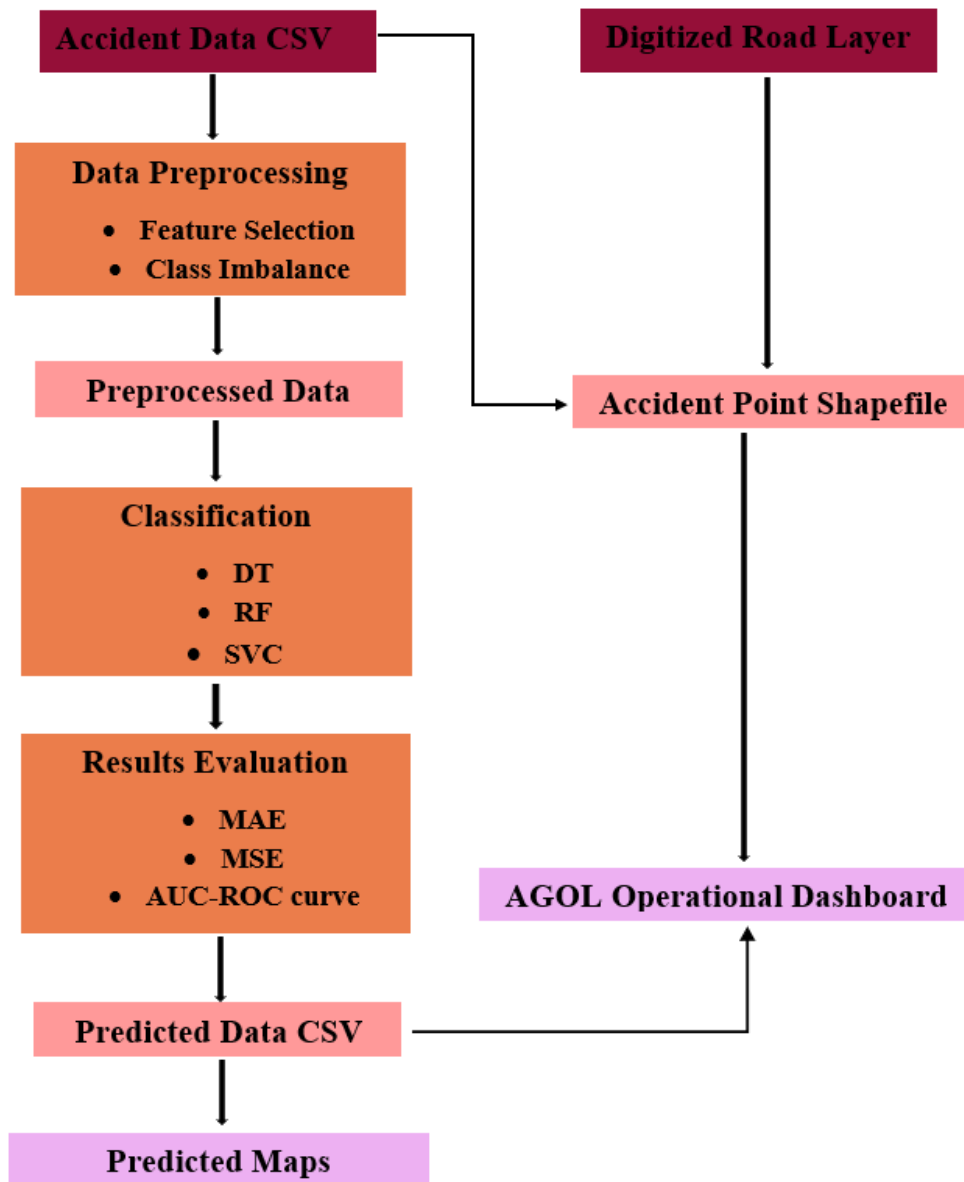 Accident Data CSV
Digitized Road Layer
Data Preprocessing
• Feature Selection
• Class Imbalance
Preprocessed Data
Accident Point Shapefile
Classification
• DT
• RF
• SVC
Results Evaluation
• MAE
• MSE
• AUC-ROC curve
AGOL Operational Dashboard
Predicted Data CSV
Predicted Maps